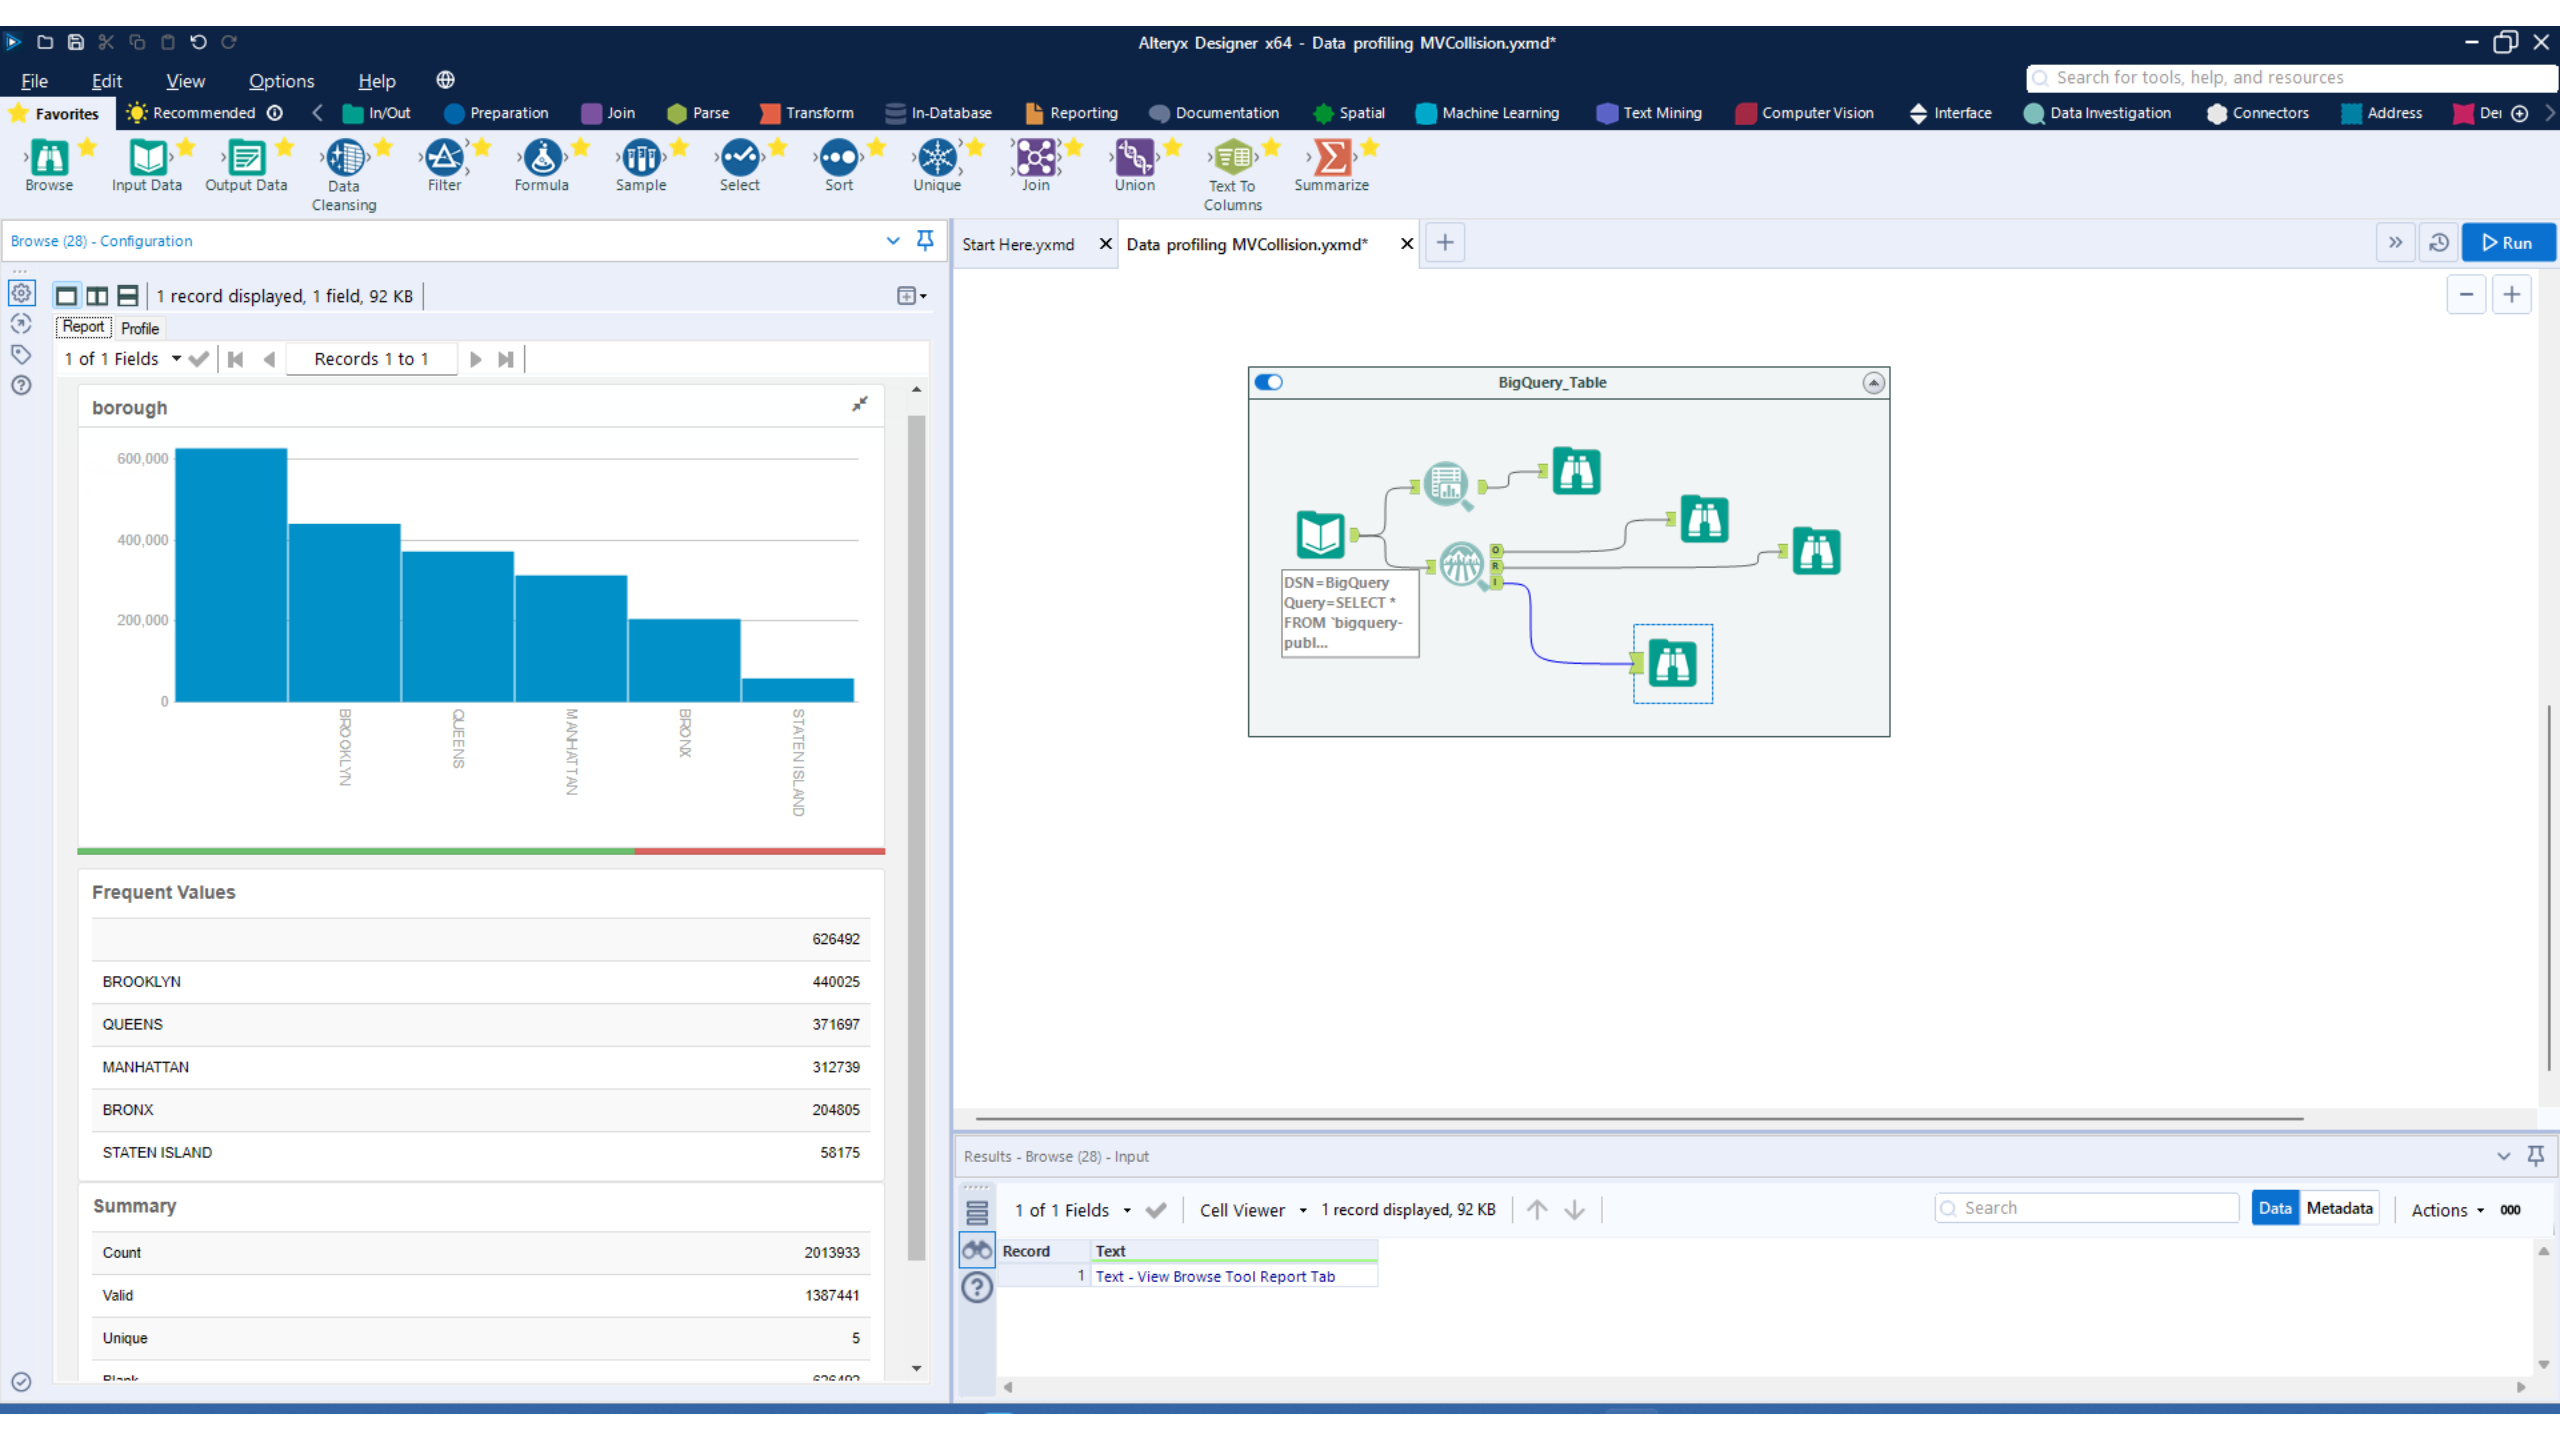 Alteryx Designer x64 - Data profiling MVCollision.yxmd*
File Edit View Options Help
Search for tools, help, and resources
Favorites Recommended In/Out Preparation Join Parse Transform In-Database Reporting Documentation Spatial Machine Learning Text Mining Computer Vision Interface Data Investigation Connectors Address
Browse Input Data Output Data Data Cleansing Filter Formula Sample Select Sort Unique Join Union Text To Columns Summarize
Browse (28) - Configuration
1 record displayed, 1 field, 92 KB
Report Profile
1 of 1 Fields Records 1 to 1
borough
600,000
400,000
200,000
0
BROOKLYN
QUEENS
MANHATTAN
BRONX
STATEN ISLAND
Frequent Values
626492
BROOKLYN 440025
QUEENS 371697
MANHATTAN 312739
BRONX 204805
STATEN ISLAND 58175
Summary
Count 2013933
Valid 1387441
Unique 5
Blank 626492
Start Here.yxmd Data profiling MVCollision.yxmd*
Run
BigQuery_Table
O
R
I
DSN=BigQuery
Query=SELECT *
FROM `bigquery-
publ...
Results - Browse (28) - Input
1 of 1 Fields Cell Viewer 1 record displayed, 92 KB Search Data Metadata Actions 000
Record Text
1 Text - View Browse Tool Report Tab